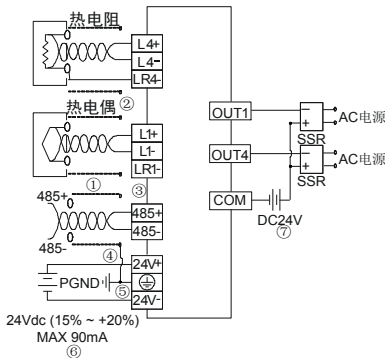 热电阻
L4+
L4-
LR4-
②
热电偶
L1+
L1-
LR1-
①
③
485+
485-
485+
485-
④
24V+
PGND
⑤
24V-
24Vdc (15% ~ +20%)
MAX 90mA
⑥
OUT1
-
+
SSR
AC电源
OUT4
-
+
SSR
AC电源
COM
DC24V
⑦